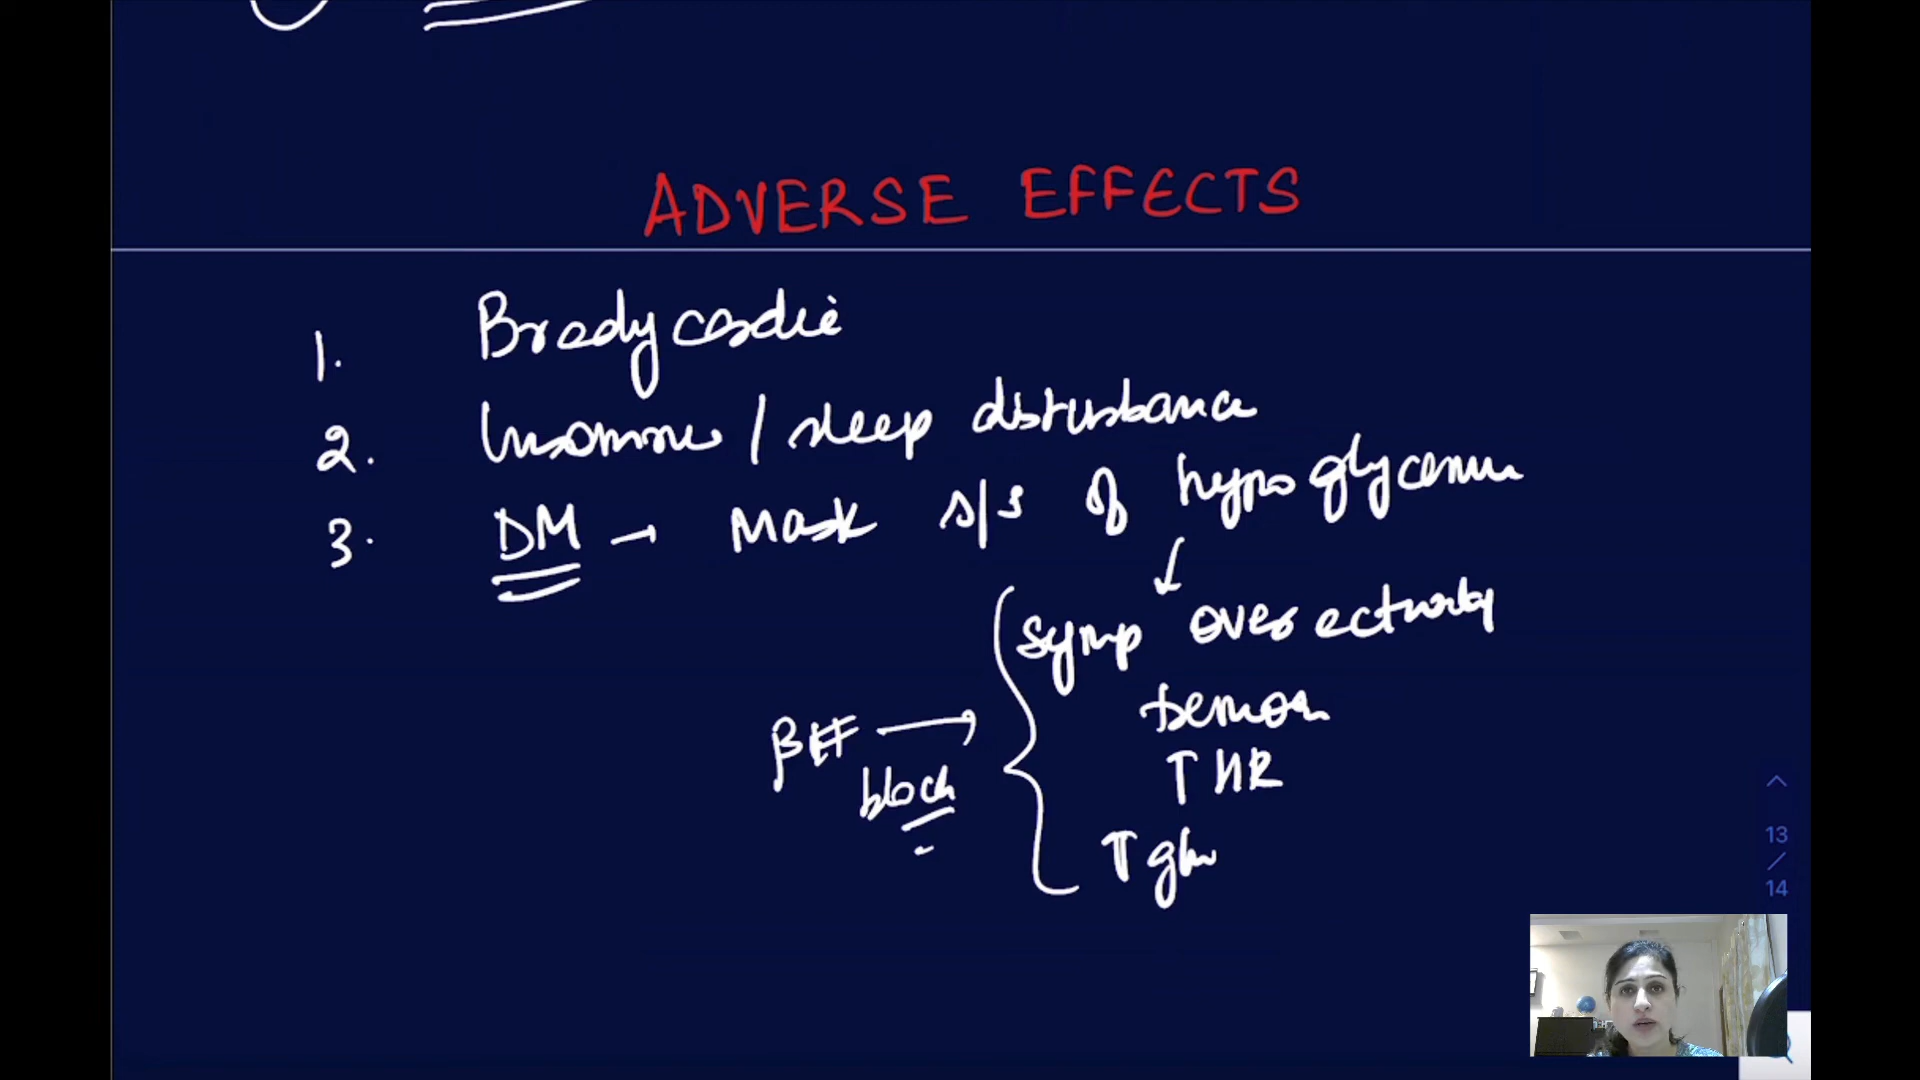 ADVERSE EFFECTS
1. Bradycardia
2. Insomnia / sleep disturbance
3. DM → Mask s/s of hypoglycemia
↓
symp overactivity
tremor
β block →
↑ HR
↑ glu
13
/
14